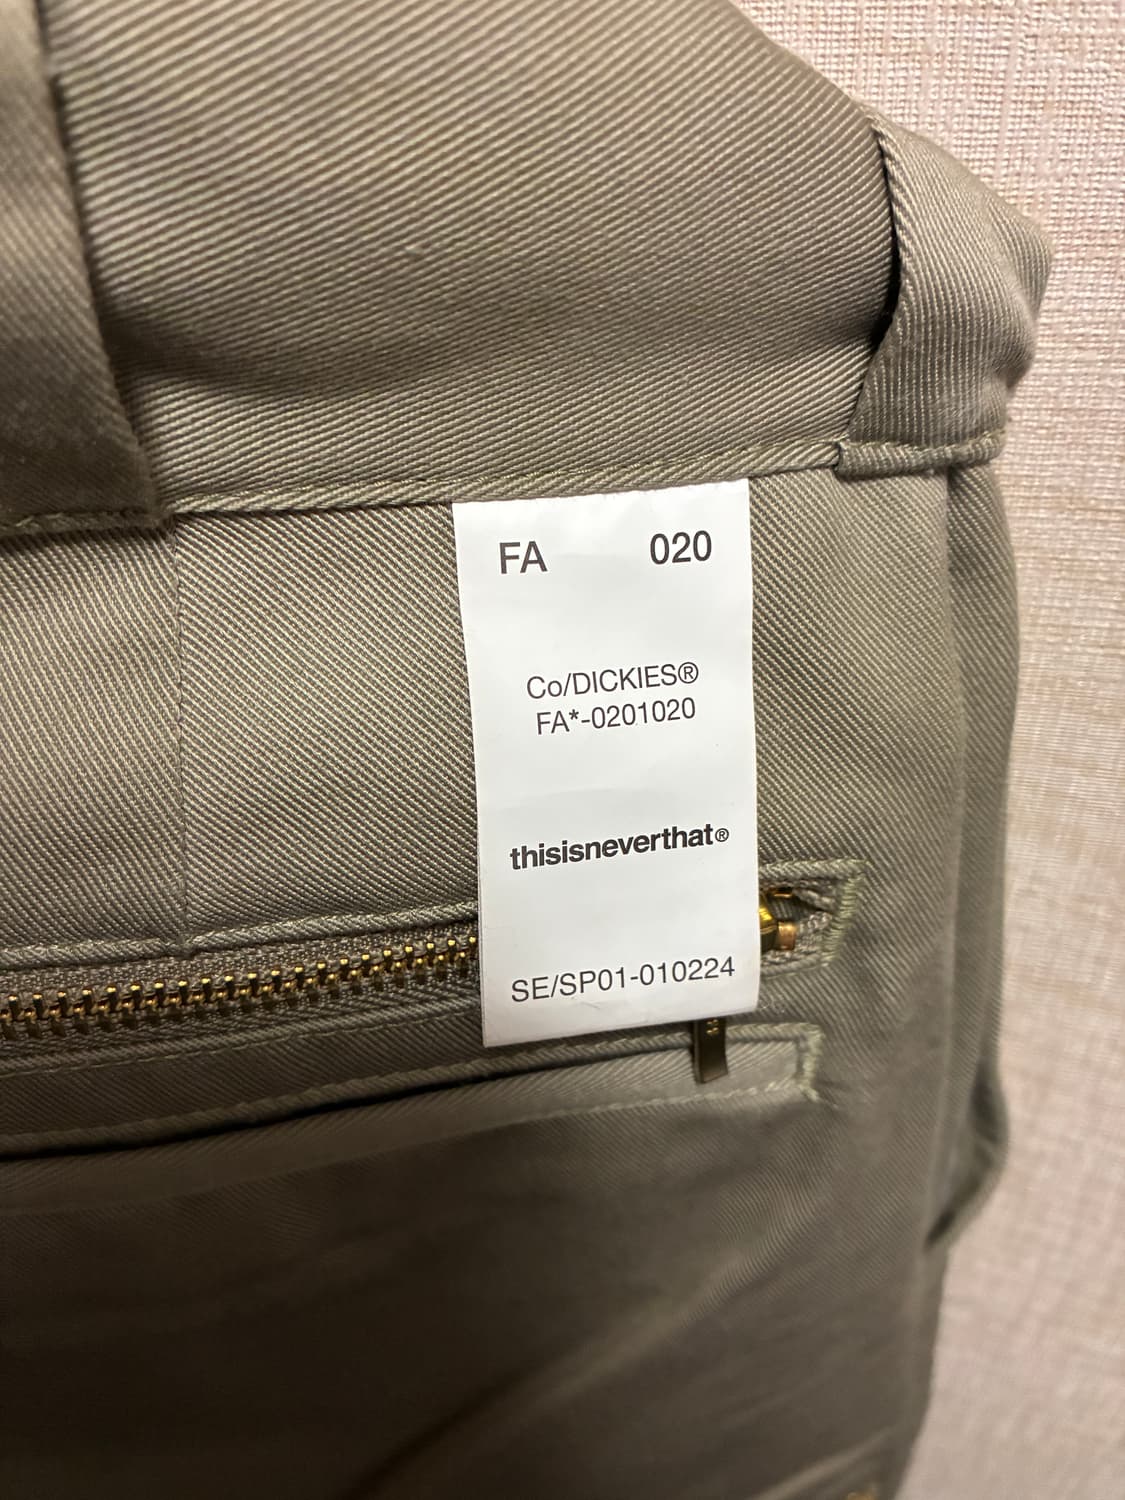 FA 020
Co/DICKIES®
FA*-0201020
thisisneverthat®
SE/SP01-010224